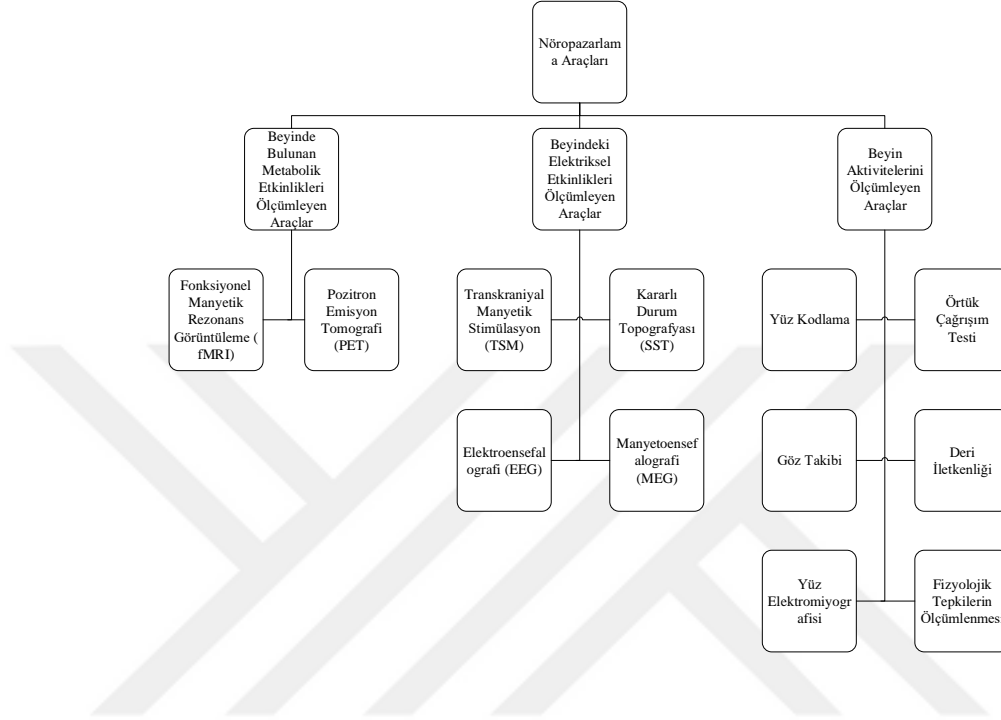 Nöropazarlam
a Araçları
Beyinde
Bulunan
Metabolik
Etkinlikleri
Ölçümleyen
Araçlar
Beyindeki
Elektriksel
Etkinlikleri
Ölçümleyen
Araçlar
Beyin
Aktivitelerini
Ölçümleyen
Araçlar
Fonksiyonel
Manyetik
Rezonans
Görüntüleme (
fMRI)
Pozitron
Emisyon
Tomografi
(PET)
Transkraniyal
Manyetik
Stimülasyon
(TSM)
Kararlı
Durum
Topografyası
(SST)
Yüz Kodlama
Örtük
Çağrışım
Testi
Elektroensefal
ografi (EEG)
Manyetoensef
alografi
(MEG)
Göz Takibi
Deri
İletkenliği
Yüz
Elektromiyogr
afisi
Fizyolojik
Tepkilerin
Ölçümlenmesi